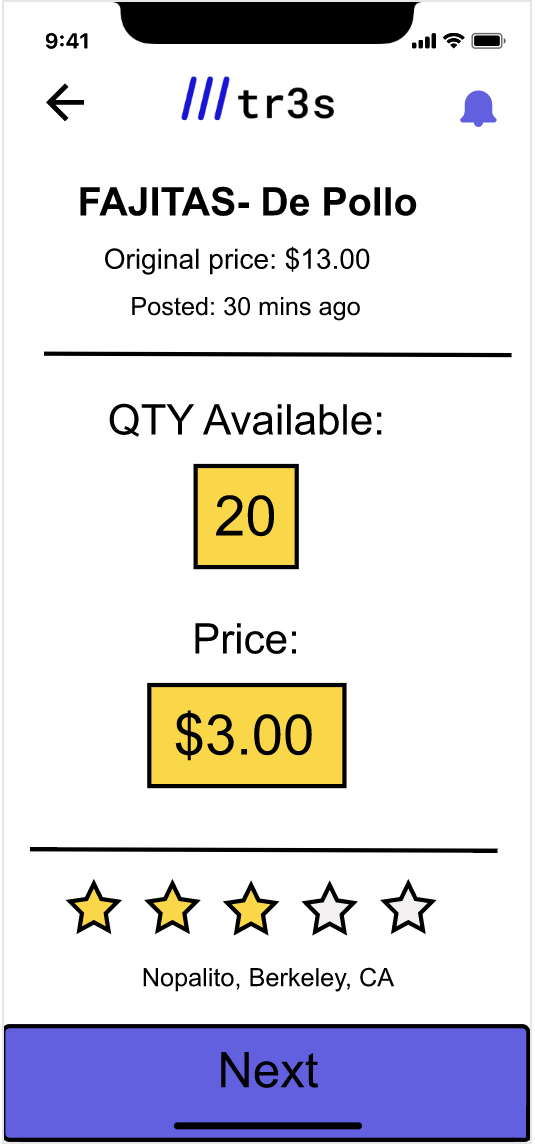 9:41
tr3s
FAJITAS- De Pollo
Original price: $13.00
Posted: 30 mins ago
QTY Available:
20
Price:
$3.00
Nopalito, Berkeley, CA
Next